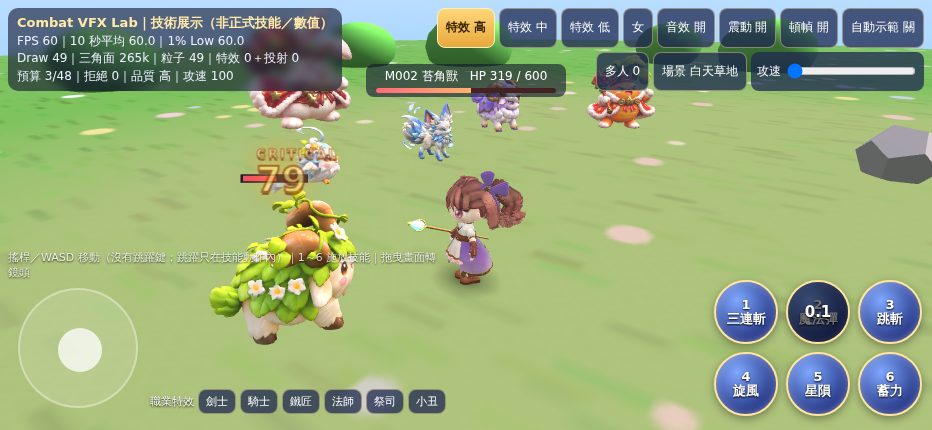 Combat VFX Lab｜技術展示（非正式技能／數值）
FPS 60｜10 秒平均 60.0｜1% Low 60.0
Draw 49｜三角面 265k｜粒子 49｜特效 0＋投射 0
預算 3/48｜拒絕 0｜品質 高｜攻速 100
特效 高
特效 中
特效 低
女
音效 開
震動 開
頓幀 開
自動示範 關
多人 0
場景 白天草地
攻速
M002 苔角獸 HP 319 / 600
CRITICAL
79
搖桿／WASD 移動（沒有跳躍鍵；跳躍只在技能動作內）｜1～6 施放技能｜拖曳畫面轉
鏡頭
1
三連斬
2
魔法彈
0.1
3
跳斬
4
旋風
5
星隕
6
蓄力
職業特效
劍士
騎士
鐵匠
法師
祭司
小丑